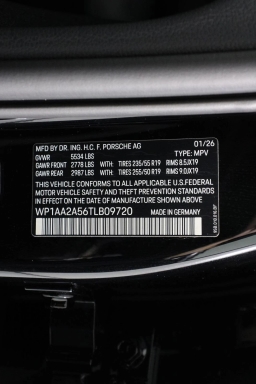 MFD BY DR. ING. H.C. F. PORSCHE AG 01/26
GVWR 5534 LBS TYPE: MPV
GAWR FRONT 2778 LBS WITH TIRES 235/55 R19 RIMS 8.5JX19
GAWR REAR 2987 LBS WITH TIRES 255/50 R19 RIMS 9.0JX19
THIS VEHICLE CONFORMS TO ALL APPLICABLE U.S. FEDERAL
MOTOR VEHICLE SAFETY AND THEFT PREVENTION
STANDARDS IN EFFECT ON THE DATE OF
MANUFACTURE SHOWN ABOVE.
WP1AA2A56TLB09720